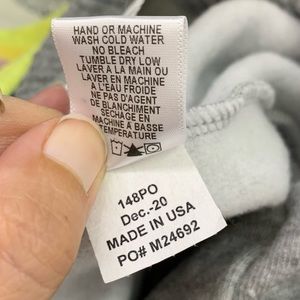 HAND OR MACHINE
WASH COLD WATER
NO BLEACH
TUMBLE DRY LOW
LAVER A LA MAIN OU
LAVER EN MACHINE
A L'EAU FROIDE
NE PAS D'AGENT
DE BLANCHIMENT
SECHAGE EN
MACHINE A BASSE
TEMPERATURE
148PO
Dec.-20
MADE IN USA
PO# M24692